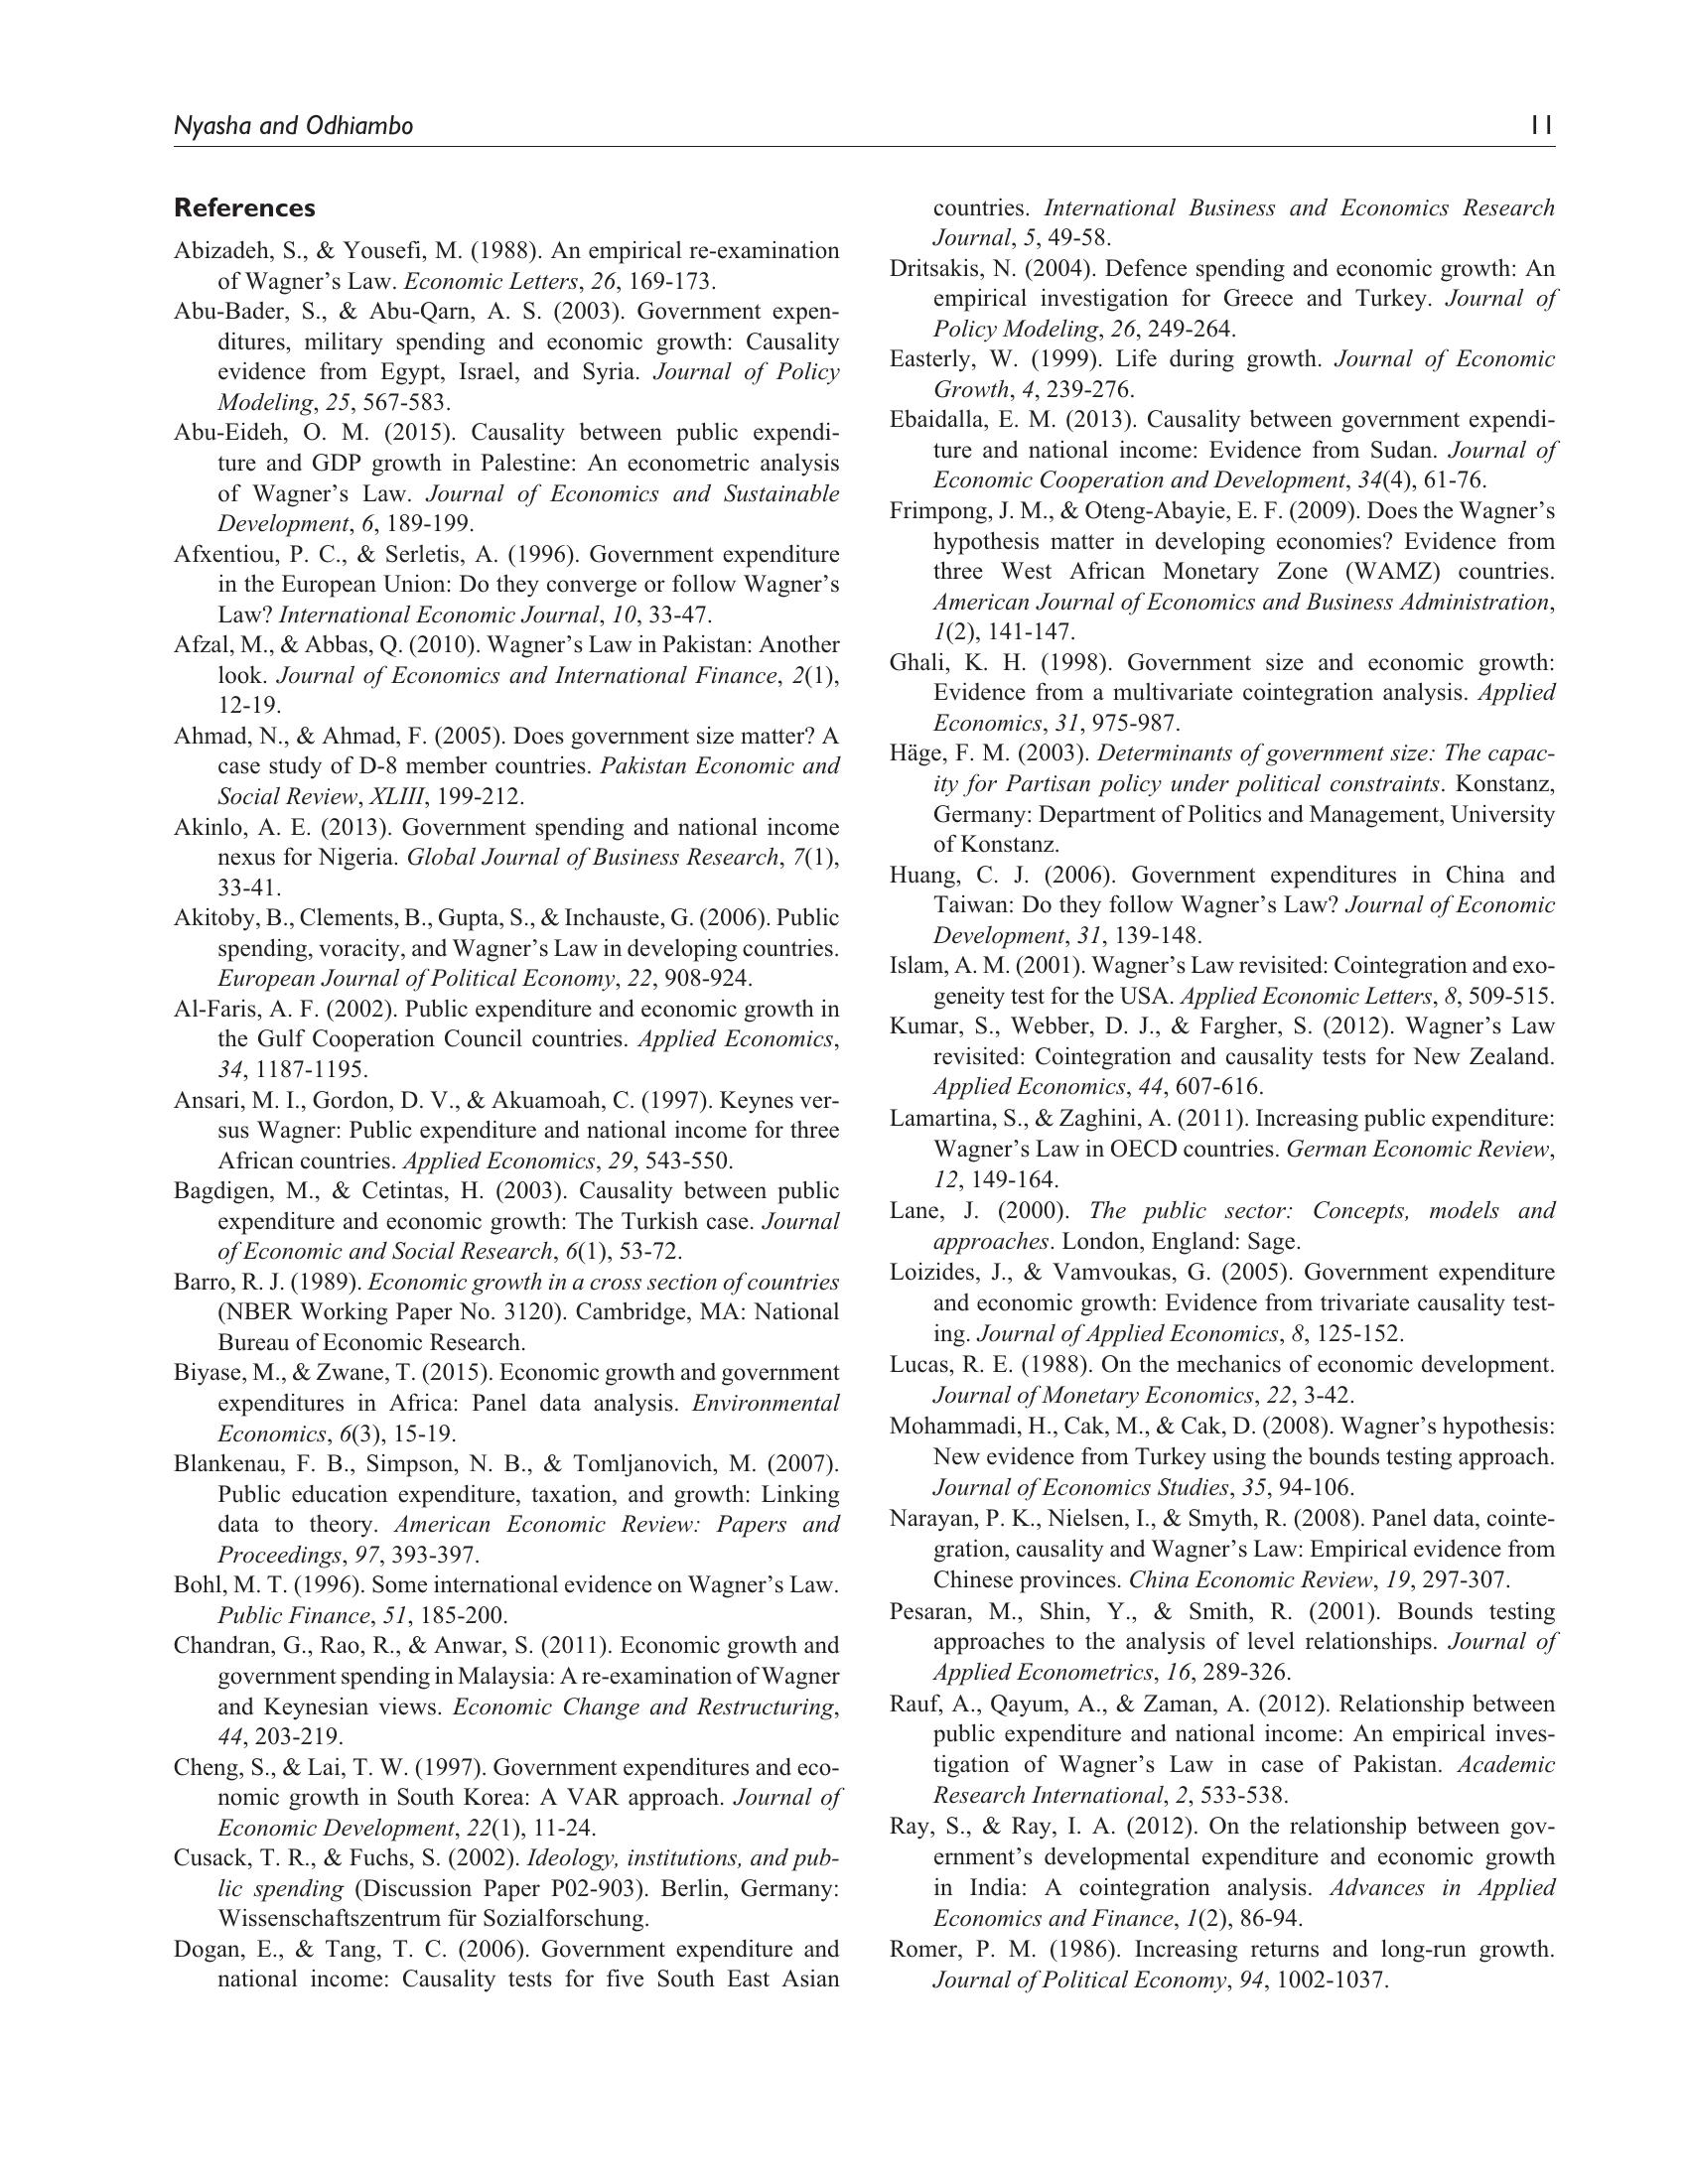 Nyasha and Odhiambo
11
References
Abizadeh, S., & Yousefi, M. (1988). An empirical re-examination
of Wagner’s Law. Economic Letters, 26, 169-173.
Abu-Bader, S., & Abu-Qarn, A. S. (2003). Government expen-
ditures, military spending and economic growth: Causality
evidence from Egypt, Israel, and Syria. Journal of Policy
Modeling, 25, 567-583.
Abu-Eideh, O. M. (2015). Causality between public expendi-
ture and GDP growth in Palestine: An econometric analysis
of Wagner’s Law. Journal of Economics and Sustainable
Development, 6, 189-199.
Afxentiou, P. C., & Serletis, A. (1996). Government expenditure
in the European Union: Do they converge or follow Wagner’s
Law? International Economic Journal, 10, 33-47.
Afzal, M., & Abbas, Q. (2010). Wagner’s Law in Pakistan: Another
look. Journal of Economics and International Finance, 2(1),
12-19.
Ahmad, N., & Ahmad, F. (2005). Does government size matter? A
case study of D-8 member countries. Pakistan Economic and
Social Review, XLIII, 199-212.
Akinlo, A. E. (2013). Government spending and national income
nexus for Nigeria. Global Journal of Business Research, 7(1),
33-41.
Akitoby, B., Clements, B., Gupta, S., & Inchauste, G. (2006). Public
spending, voracity, and Wagner’s Law in developing countries.
European Journal of Political Economy, 22, 908-924.
Al-Faris, A. F. (2002). Public expenditure and economic growth in
the Gulf Cooperation Council countries. Applied Economics,
34, 1187-1195.
Ansari, M. I., Gordon, D. V., & Akuamoah, C. (1997). Keynes ver-
sus Wagner: Public expenditure and national income for three
African countries. Applied Economics, 29, 543-550.
Bagdigen, M., & Cetintas, H. (2003). Causality between public
expenditure and economic growth: The Turkish case. Journal
of Economic and Social Research, 6(1), 53-72.
Barro, R. J. (1989). Economic growth in a cross section of countries
(NBER Working Paper No. 3120). Cambridge, MA: National
Bureau of Economic Research.
Biyase, M., & Zwane, T. (2015). Economic growth and government
expenditures in Africa: Panel data analysis. Environmental
Economics, 6(3), 15-19.
Blankenau, F. B., Simpson, N. B., & Tomljanovich, M. (2007).
Public education expenditure, taxation, and growth: Linking
data to theory. American Economic Review: Papers and
Proceedings, 97, 393-397.
Bohl, M. T. (1996). Some international evidence on Wagner’s Law.
Public Finance, 51, 185-200.
Chandran, G., Rao, R., & Anwar, S. (2011). Economic growth and
government spending in Malaysia: A re-examination of Wagner
and Keynesian views. Economic Change and Restructuring,
44, 203-219.
Cheng, S., & Lai, T. W. (1997). Government expenditures and eco-
nomic growth in South Korea: A VAR approach. Journal of
Economic Development, 22(1), 11-24.
Cusack, T. R., & Fuchs, S. (2002). Ideology, institutions, and pub-
lic spending (Discussion Paper P02-903). Berlin, Germany:
Wissenschaftszentrum für Sozialforschung.
Dogan, E., & Tang, T. C. (2006). Government expenditure and
national income: Causality tests for five South East Asian
countries. International Business and Economics Research
Journal, 5, 49-58.
Dritsakis, N. (2004). Defence spending and economic growth: An
empirical investigation for Greece and Turkey. Journal of
Policy Modeling, 26, 249-264.
Easterly, W. (1999). Life during growth. Journal of Economic
Growth, 4, 239-276.
Ebaidalla, E. M. (2013). Causality between government expendi-
ture and national income: Evidence from Sudan. Journal of
Economic Cooperation and Development, 34(4), 61-76.
Frimpong, J. M., & Oteng-Abayie, E. F. (2009). Does the Wagner’s
hypothesis matter in developing economies? Evidence from
three West African Monetary Zone (WAMZ) countries.
American Journal of Economics and Business Administration,
1(2), 141-147.
Ghali, K. H. (1998). Government size and economic growth:
Evidence from a multivariate cointegration analysis. Applied
Economics, 31, 975-987.
Häge, F. M. (2003). Determinants of government size: The capac-
ity for Partisan policy under political constraints. Konstanz,
Germany: Department of Politics and Management, University
of Konstanz.
Huang, C. J. (2006). Government expenditures in China and
Taiwan: Do they follow Wagner’s Law? Journal of Economic
Development, 31, 139-148.
Islam, A. M. (2001). Wagner’s Law revisited: Cointegration and exo-
geneity test for the USA. Applied Economic Letters, 8, 509-515.
Kumar, S., Webber, D. J., & Fargher, S. (2012). Wagner’s Law
revisited: Cointegration and causality tests for New Zealand.
Applied Economics, 44, 607-616.
Lamartina, S., & Zaghini, A. (2011). Increasing public expenditure:
Wagner’s Law in OECD countries. German Economic Review,
12, 149-164.
Lane, J. (2000). The public sector: Concepts, models and
approaches. London, England: Sage.
Loizides, J., & Vamvoukas, G. (2005). Government expenditure
and economic growth: Evidence from trivariate causality test-
ing. Journal of Applied Economics, 8, 125-152.
Lucas, R. E. (1988). On the mechanics of economic development.
Journal of Monetary Economics, 22, 3-42.
Mohammadi, H., Cak, M., & Cak, D. (2008). Wagner’s hypothesis:
New evidence from Turkey using the bounds testing approach.
Journal of Economics Studies, 35, 94-106.
Narayan, P. K., Nielsen, I., & Smyth, R. (2008). Panel data, cointe-
gration, causality and Wagner’s Law: Empirical evidence from
Chinese provinces. China Economic Review, 19, 297-307.
Pesaran, M., Shin, Y., & Smith, R. (2001). Bounds testing
approaches to the analysis of level relationships. Journal of
Applied Econometrics, 16, 289-326.
Rauf, A., Qayum, A., & Zaman, A. (2012). Relationship between
public expenditure and national income: An empirical inves-
tigation of Wagner’s Law in case of Pakistan. Academic
Research International, 2, 533-538.
Ray, S., & Ray, I. A. (2012). On the relationship between gov-
ernment’s developmental expenditure and economic growth
in India: A cointegration analysis. Advances in Applied
Economics and Finance, 1(2), 86-94.
Romer, P. M. (1986). Increasing returns and long-run growth.
Journal of Political Economy, 94, 1002-1037.